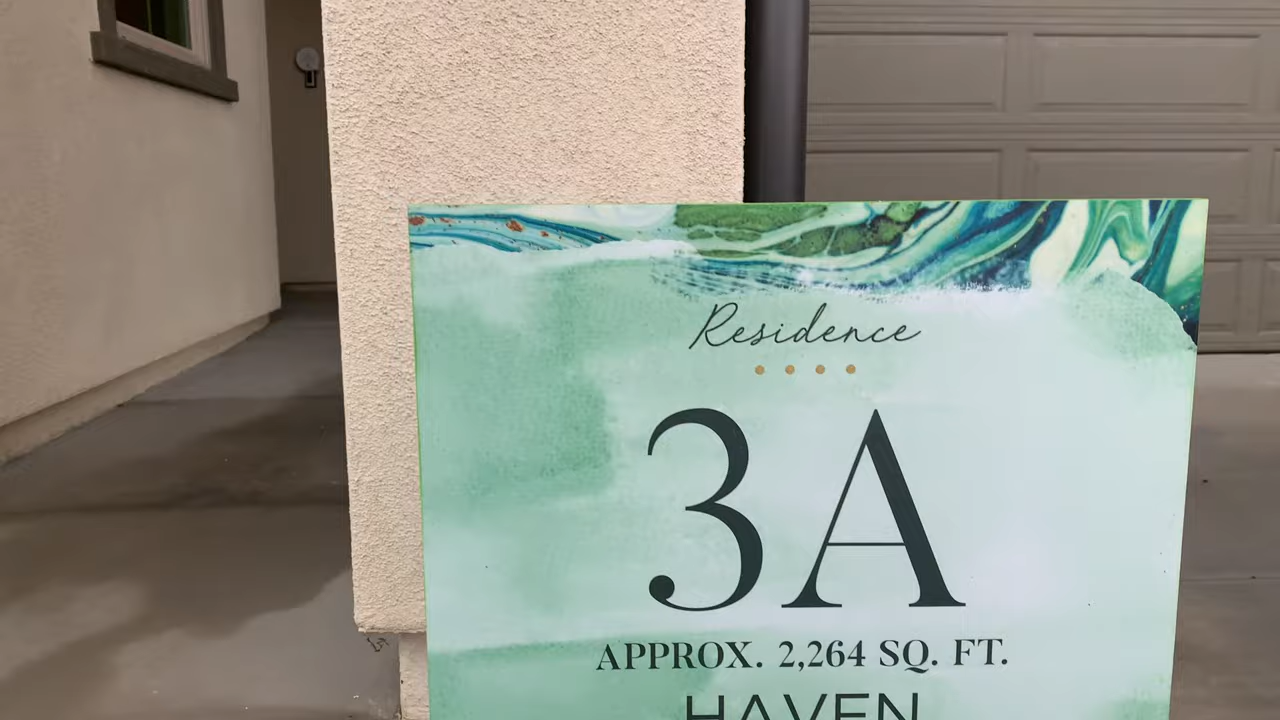 Residence
3A
APPROX. 2,264 SQ. FT.
HAVEN